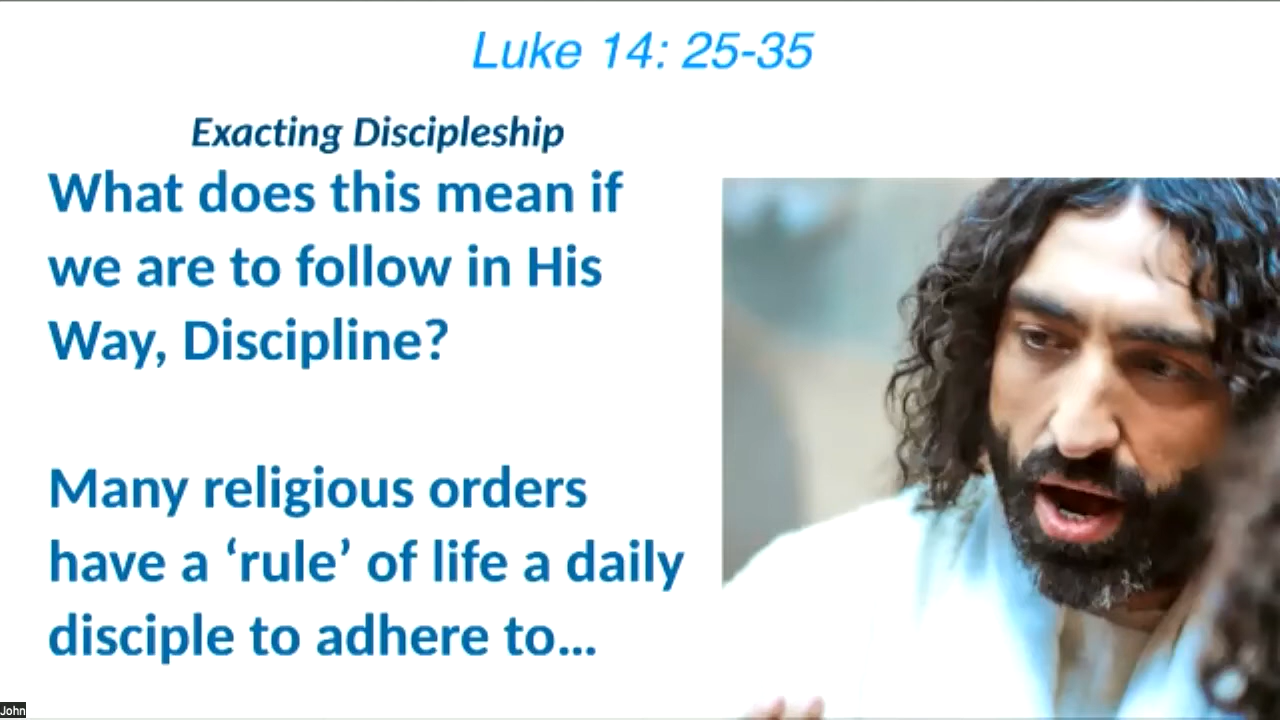 Luke 14: 25-35
Exacting Discipleship
What does this mean if
we are to follow in His
Way, Discipline?
Many religious orders
have a ‘rule’ of life a daily
disciple to adhere to...
John